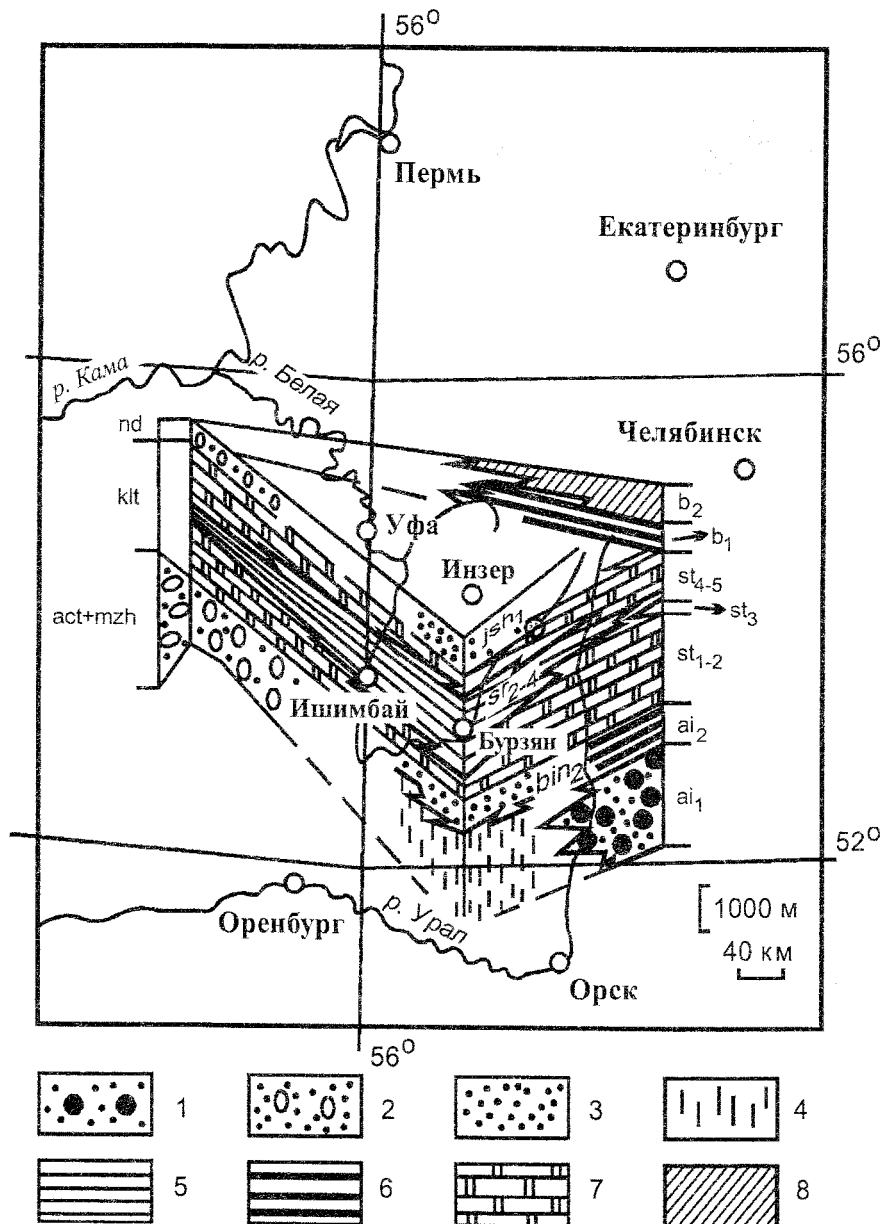 56°
Пермь
Екатеринбург
56°
р. Кама
р. Белая
nd
Челябинск
klt
b₂
Уфа
b₁
Инзер
st₄₋₅
jsh₁
act+mzh
st₃
sr₂₋₄
st₁₋₂
Ишимбай
Бурзян
ai₂
bin₂
ai₁
52°
Оренбург
р. Урал
1000 м
40 км
Орск
56°
1
2
3
4
5
6
7
8